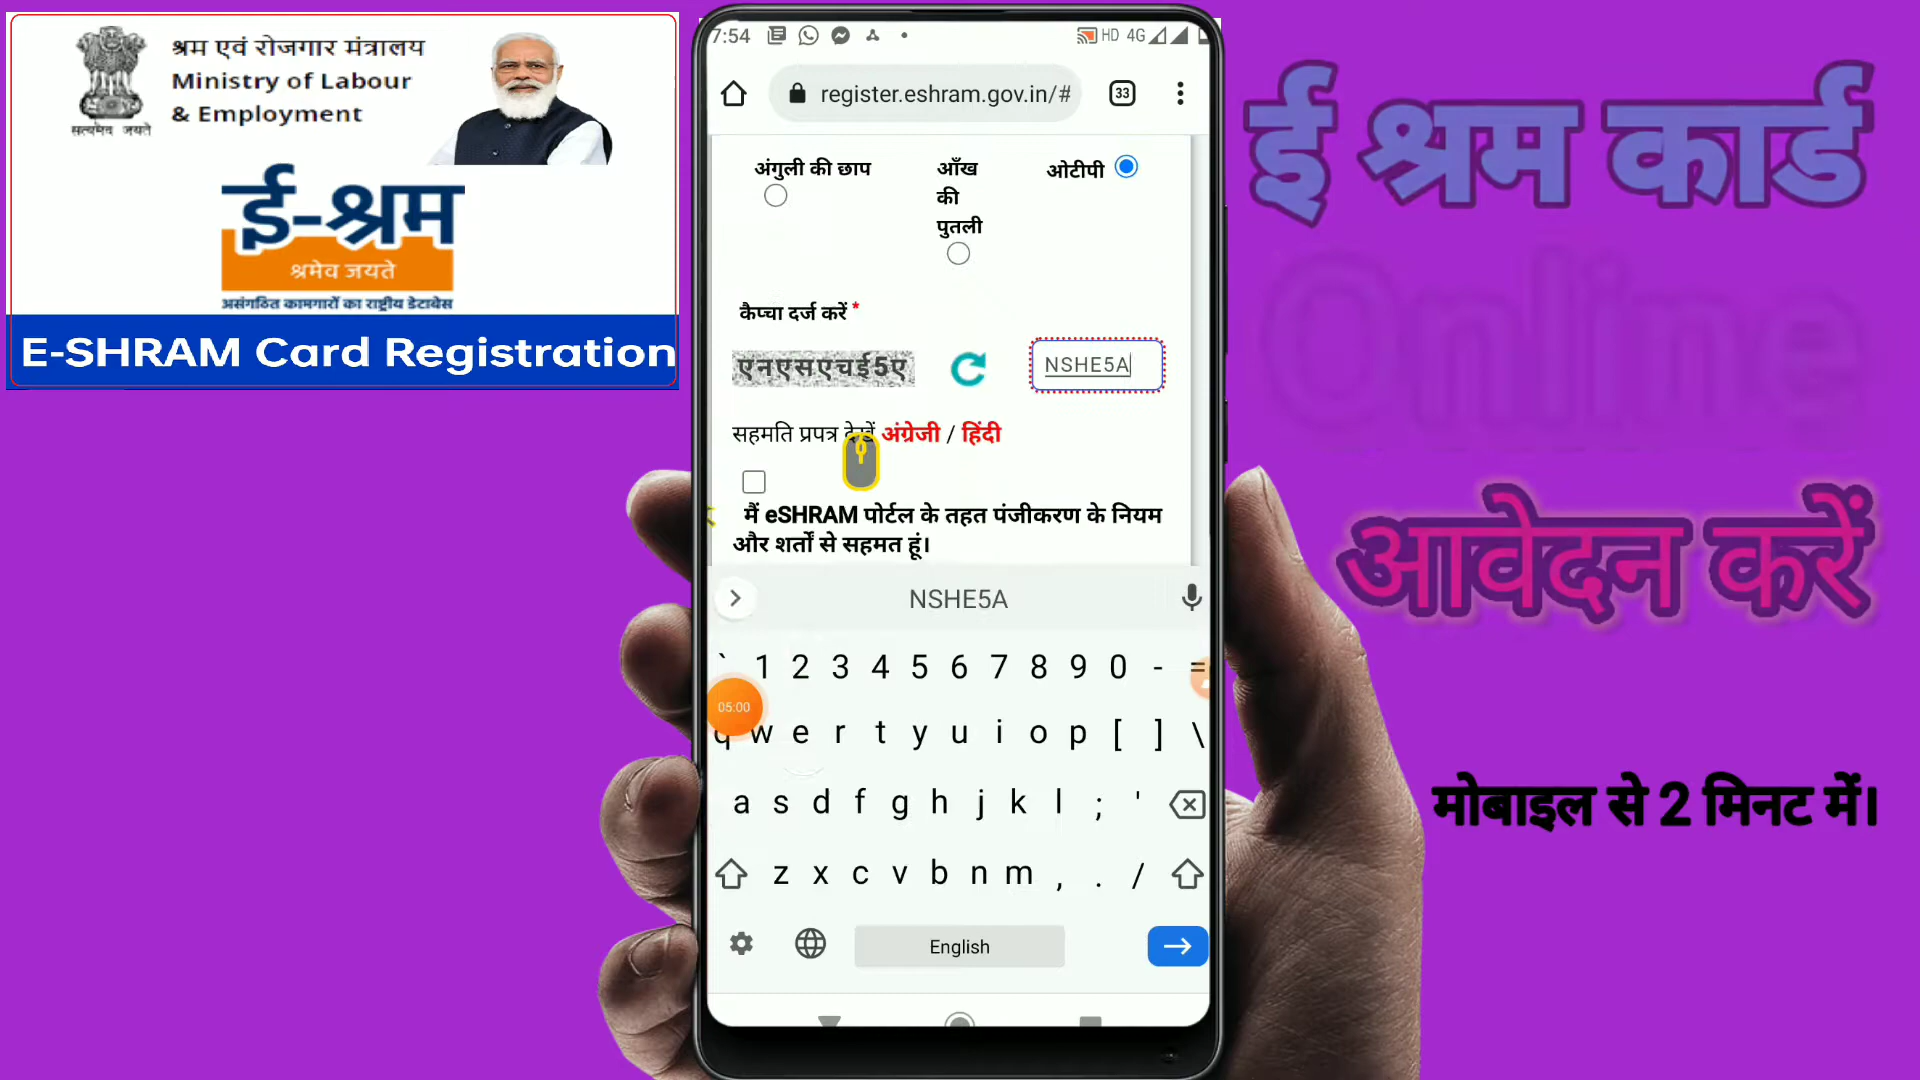 श्रम एवं रोजगार मंत्रालय
Ministry of Labour
& Employment
सत्यमेव जयते
ई-श्रम
श्रमेव जयते
असंगठित कामगारों का राष्ट्रीय डेटाबेस
E-SHRAM Card Registration
7:54
HD 4G
register.eshram.gov.in/#
33
अंगुली की छाप
आँख
की
पुतली
ओटीपी
कैप्चा दर्ज करें *
एनएसएचई5ए
NSHE5A
सहमति प्रपत्र देखें अंग्रेजी / हिंदी
मैं eSHRAM पोर्टल के तहत पंजीकरण के नियम
और शर्तों से सहमत हूं।
NSHE5A
` 1 2 3 4 5 6 7 8 9 0 - =
05:00
q w e r t y u i o p [ ] \
a s d f g h j k l ; '
z x c v b n m , . /
English
ई श्रम कार्ड
Online
आवेदन करें
मोबाइल से 2 मिनट में।